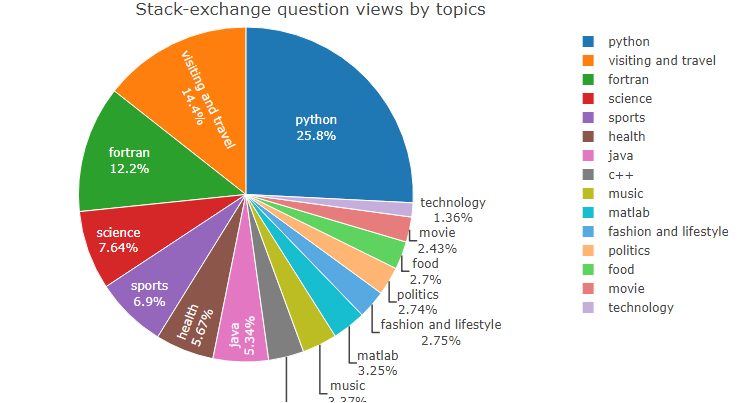 Stack-exchange question views by topics
python
25.8%
visiting and travel
14.4%
fortran
12.2%
science
7.64%
sports
6.9%
health
5.67%
java
5.34%
music
3.37%
matlab
3.25%
fashion and lifestyle
2.75%
politics
2.74%
food
2.7%
movie
2.43%
technology
1.36%
python
visiting and travel
fortran
science
sports
health
java
c++
music
matlab
fashion and lifestyle
politics
food
movie
technology